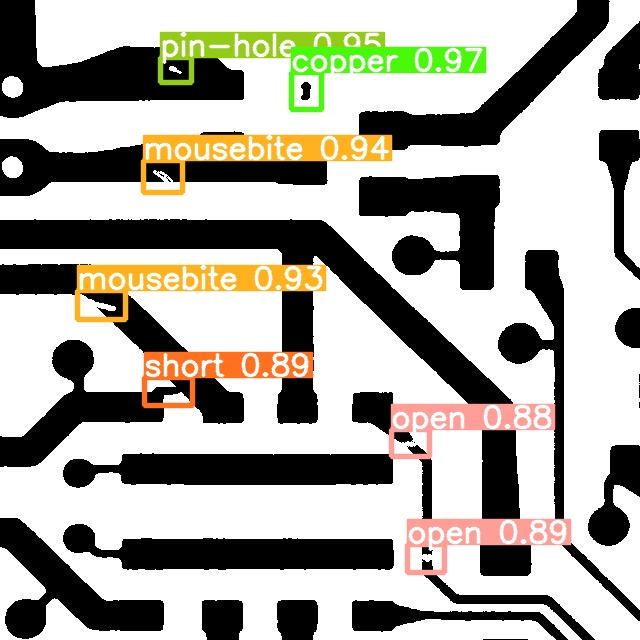 pin-hole 0.95
copper 0.97
mousebite 0.94
mousebite 0.93
short 0.89
open 0.88
open 0.89